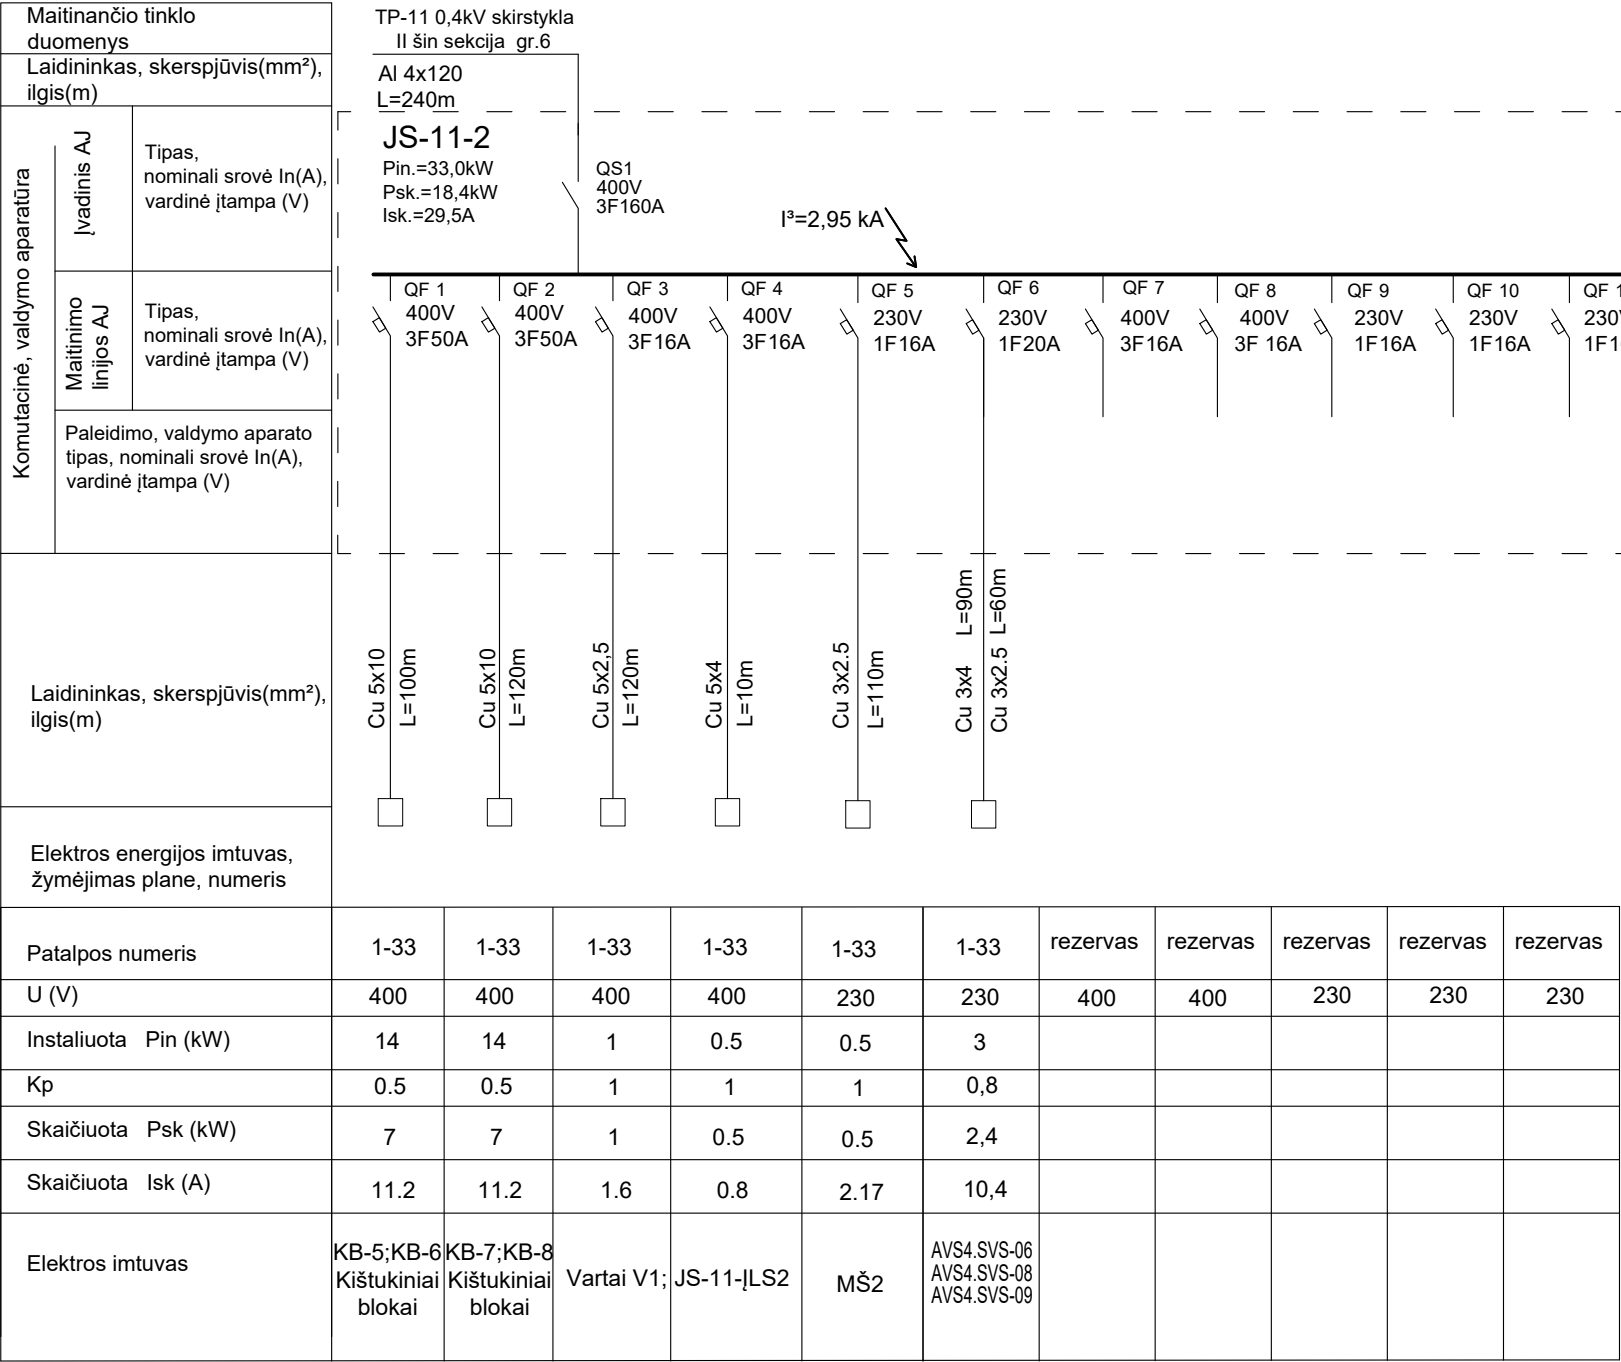 Maitinančio tinklo
duomenys
TP-11 0,4kV skirstykla
II šin sekcija gr.6
Laidininkas, skerspjūvis(mm²),
ilgis(m)
Al 4x120
L=240m
Komutacinė, valdymo aparatūra
Įvadinis AJ
Tipas,
nominali srovė In(A),
vardinė įtampa (V)
JS-11-2
Pin.=33,0kW
Psk.=18,4kW
Isk.=29,5A
QS1
400V
3F160A
I³=2,95 kA
Maitinimo
linijos AJ
Tipas,
nominali srovė In(A),
vardinė įtampa (V)
QF 1
400V
3F50A
QF 2
400V
3F50A
QF 3
400V
3F16A
QF 4
400V
3F16A
QF 5
230V
1F16A
QF 6
230V
1F20A
QF 7
400V
3F16A
QF 8
400V
3F 16A
QF 9
230V
1F16A
QF 10
230V
1F16A
QF 1
230V
1F1
Paleidimo, valdymo aparato
tipas, nominali srovė In(A),
vardinė įtampa (V)
Laidininkas, skerspjūvis(mm²),
ilgis(m)
Cu 5x10
L=100m
Cu 5x10
L=120m
Cu 5x2,5
L=120m
Cu 5x4
L=10m
Cu 3x2.5
L=110m
Cu 3x4 L=90m
Cu 3x2.5 L=60m
Elektros energijos imtuvas,
žymėjimas plane, numeris
Patalpos numeris 1-33 1-33 1-33 1-33 1-33 1-33 rezervas rezervas rezervas rezervas rezervas
U (V) 400 400 400 400 230 230 400 400 230 230 230
Instaliuota Pin (kW) 14 14 1 0.5 0.5 3
Kp 0.5 0.5 1 1 1 0,8
Skaičiuota Psk (kW) 7 7 1 0.5 0.5 2,4
Skaičiuota Isk (A) 11.2 11.2 1.6 0.8 2.17 10,4
Elektros imtuvas
KB-5;KB-6
Kištukiniai
blokai
KB-7;KB-8
Kištukiniai
blokai
Vartai V1;
JS-11-ĮLS2
MŠ2
AVS4.SVS-06
AVS4.SVS-08
AVS4.SVS-09